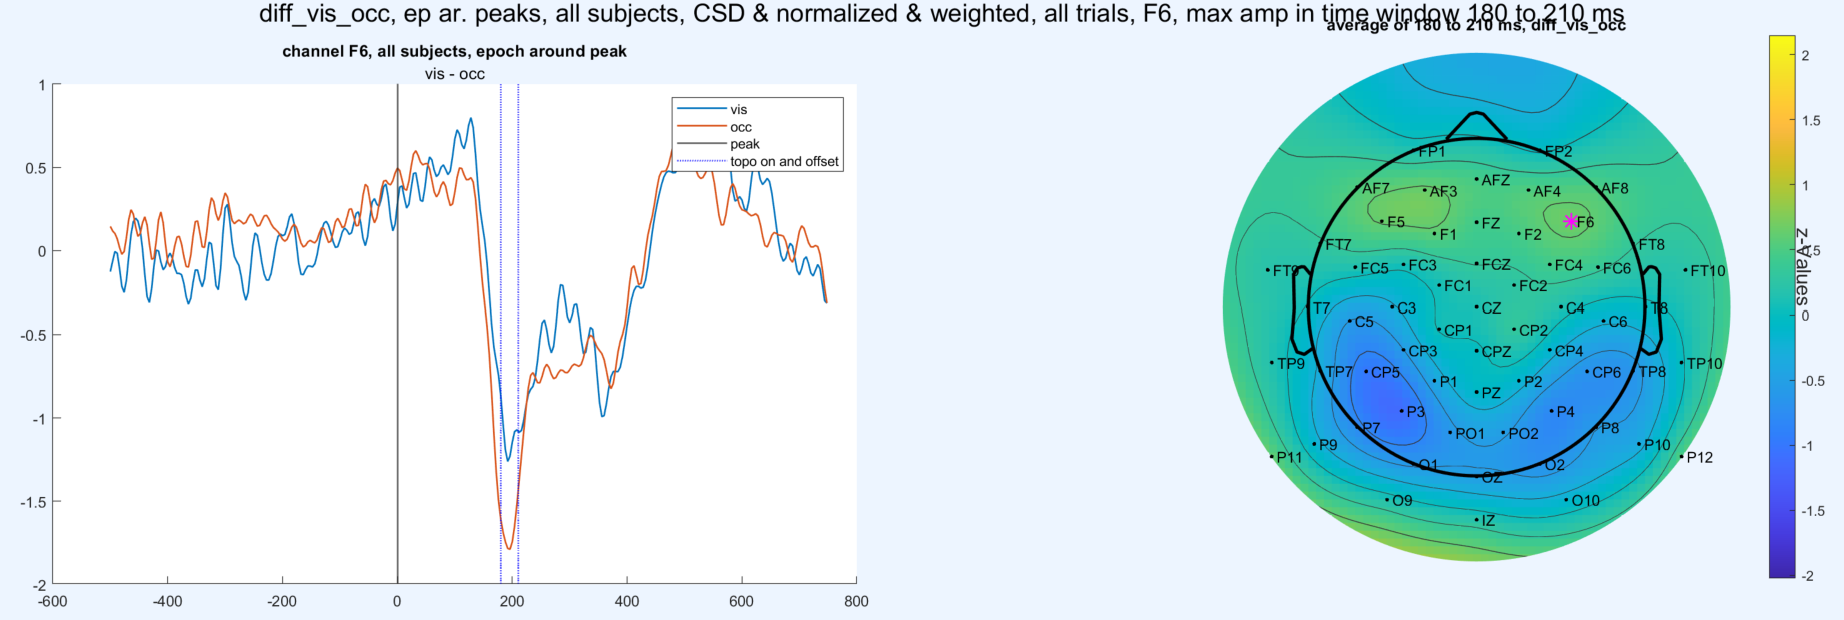 diff_vis_occ, ep ar. peaks, all subjects, CSD & normalized & weighted, all trials, F6, max amp in time window 180 to 210 ms
channel F6, all subjects, epoch around peak
vis - occ
1
0.5
0
-0.5
-1
-1.5
-2
-600 -400 -200 0 200 400 600 800
vis
occ
peak
topo on and offset
average of 180 to 210 ms, diff_vis_occ
FP1 FP2
AF7 AF3 AFZ AF4 AF8
F5 F1 FZ F2 F6
FT9 FT7 FC5 FC3 FCZ FC4 FC6 FT8 FT10
FC1 FC2
T7 C5 C3 CZ C4 C6 T8
CP1 CP2
TP9 TP7 CP5 CP3 CPZ CP4 CP6 TP8 TP10
P1 PZ P2
P11 P9 P7 P3 PO1 PO2 P4 P8 P10 P12
O1 OZ O2
O9 IZ O10
2
1.5
1
0.5
0
-0.5
-1
-1.5
-2
z-Values